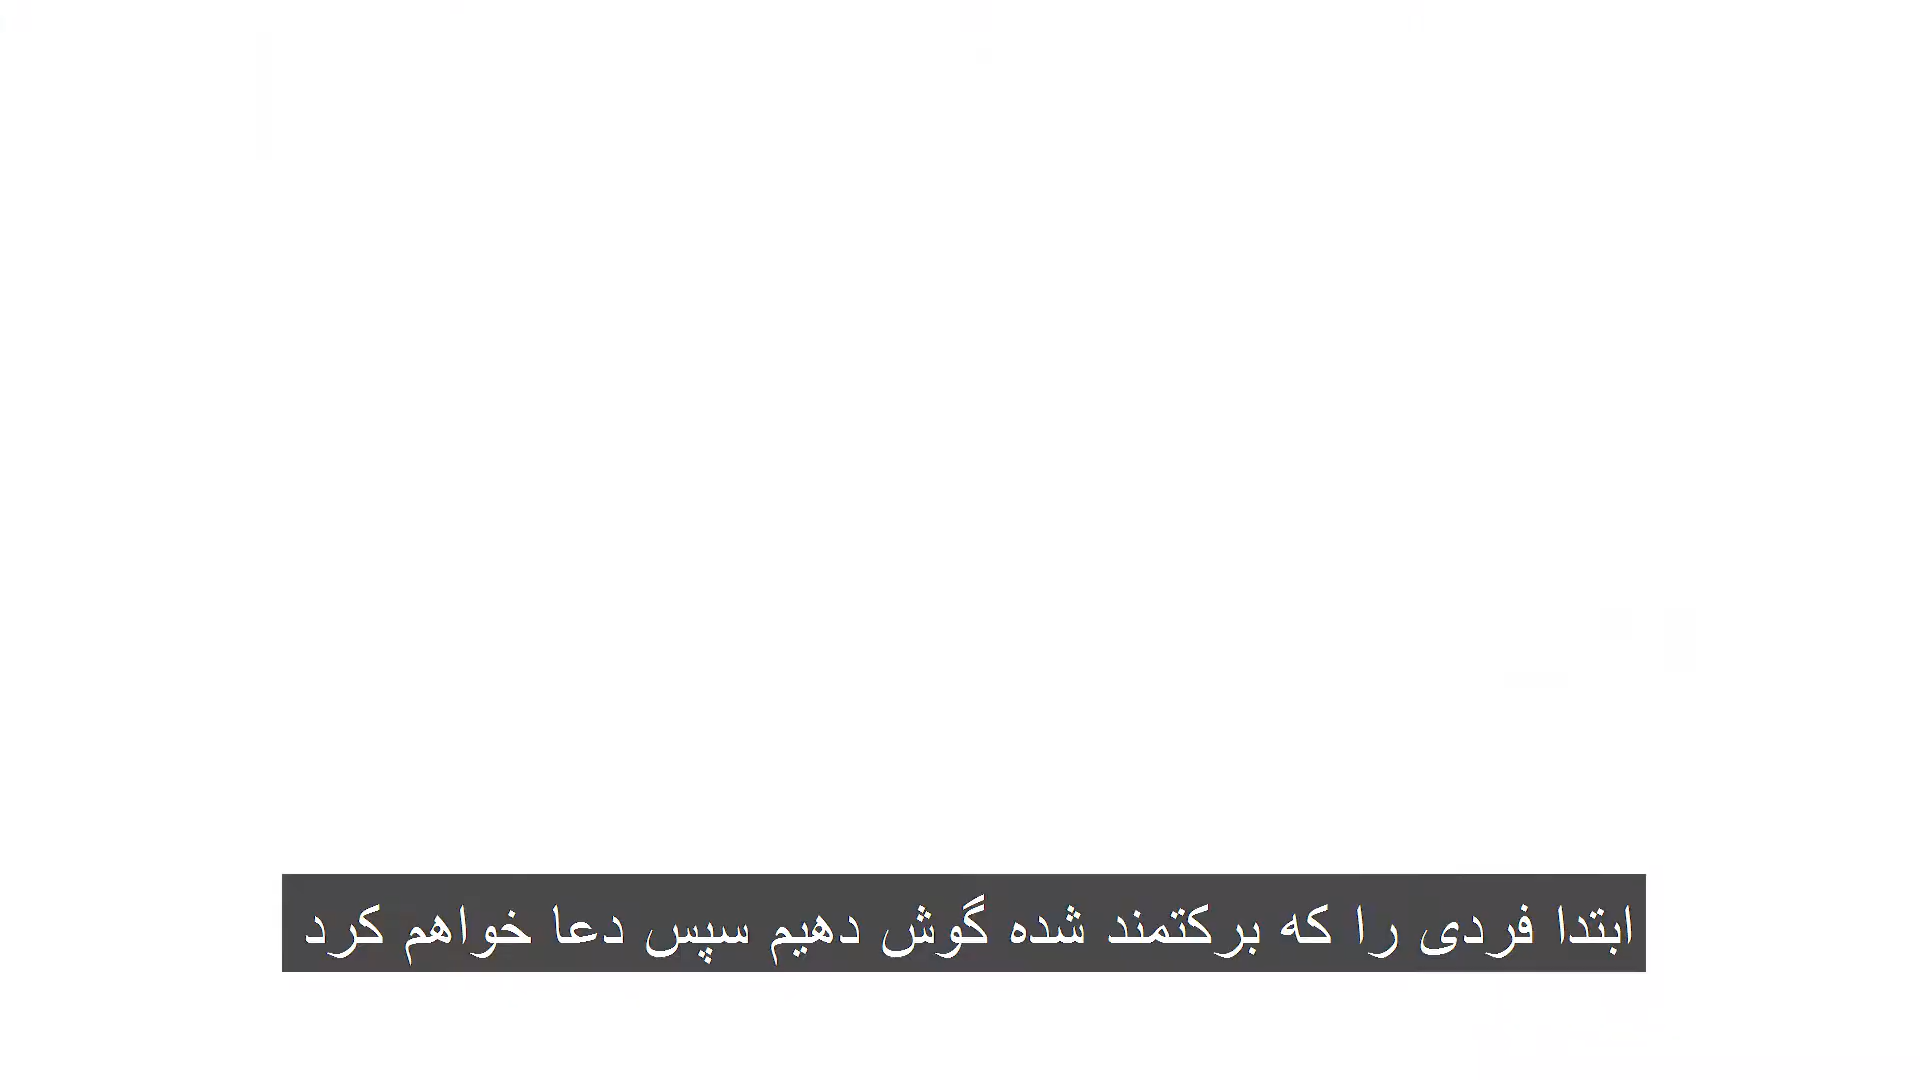 ابتدا فردی را که برکتمند شده گوش دهیم سپس دعا خواهم کرد